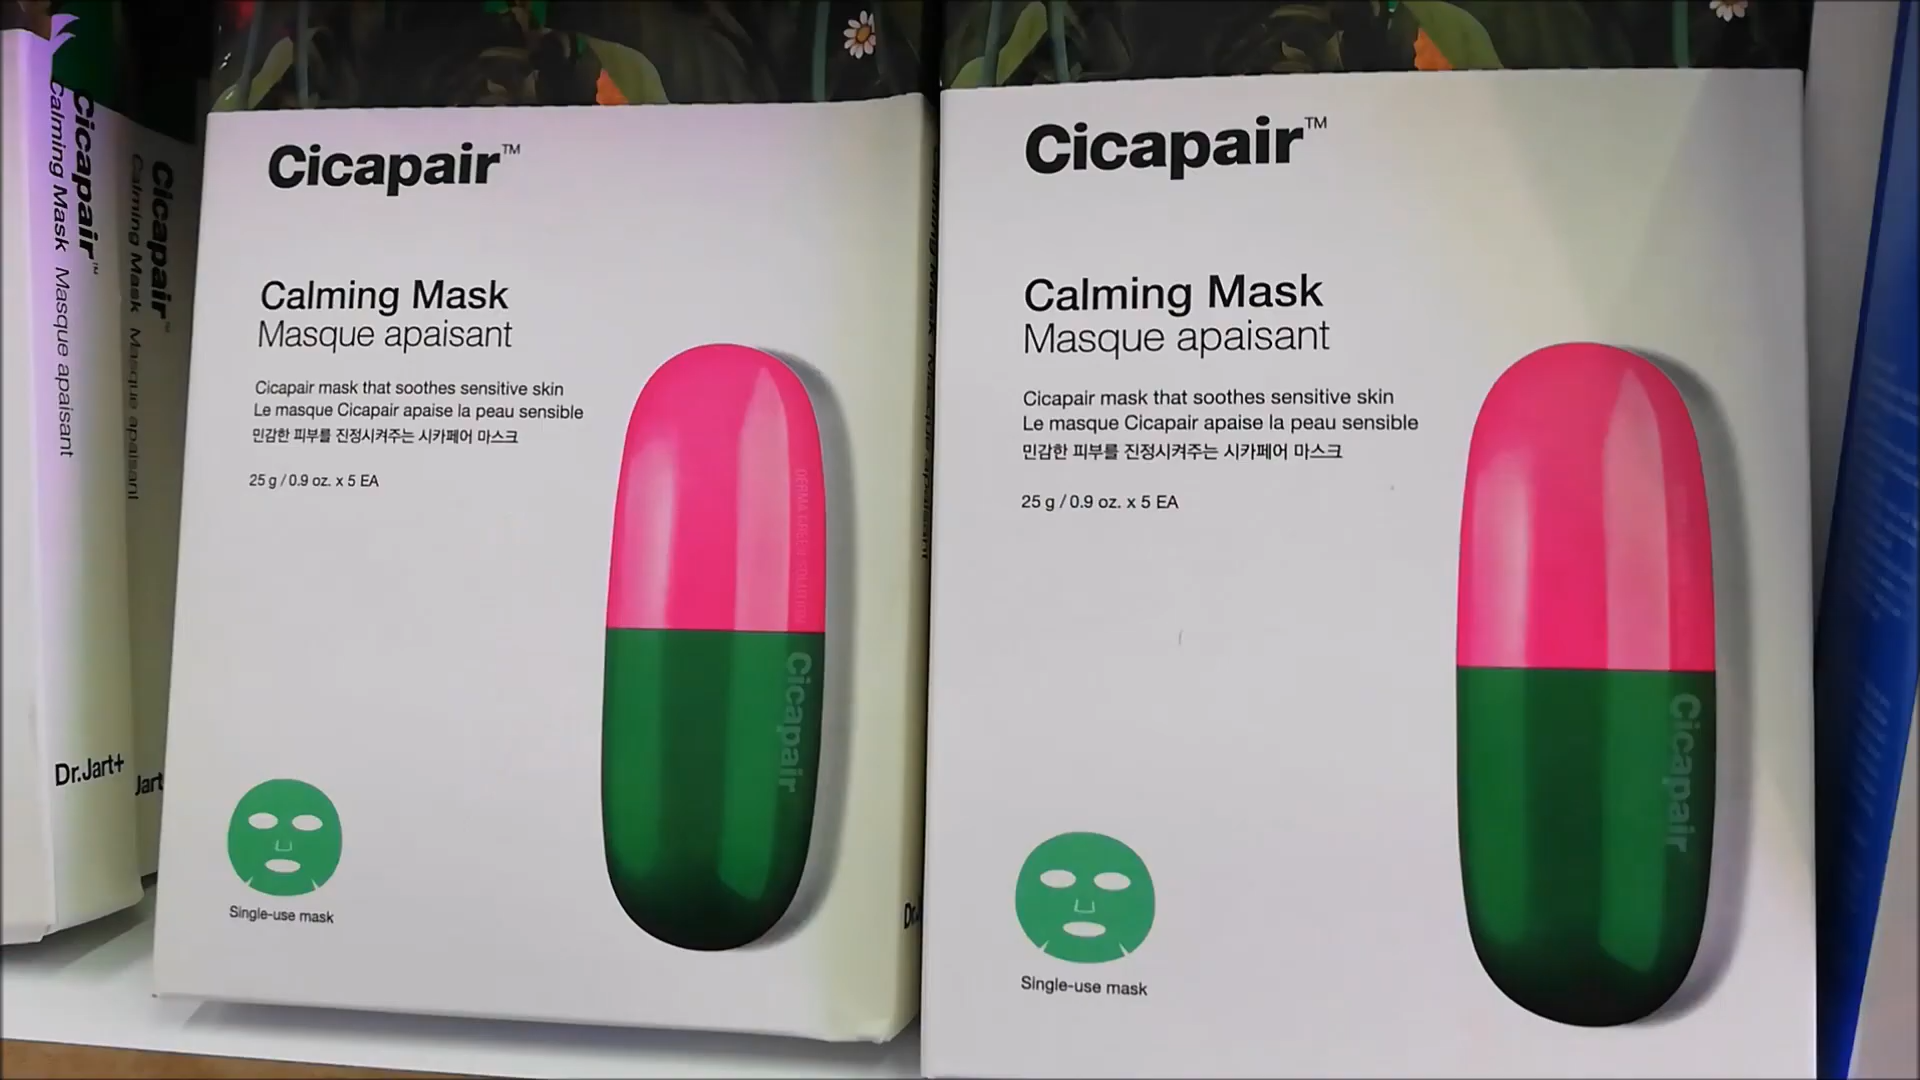 Cicapair™
Calming Mask Masque apaisant
Dr.Jart+
Cicapair™
Calming Mask Masque apaisant
Jart
Cicapair™
Calming Mask
Masque apaisant
Cicapair mask that soothes sensitive skin
Le masque Cicapair apaise la peau sensible
민감한 피부를 진정시켜주는 시카페어 마스크
25 g / 0.9 oz. x 5 EA
Cicapair
Single-use mask
Cicapair™
Calming Mask
Masque apaisant
Cicapair mask that soothes sensitive skin
Le masque Cicapair apaise la peau sensible
민감한 피부를 진정시켜주는 시카페어 마스크
25 g / 0.9 oz. x 5 EA
Cicapair
Single-use mask